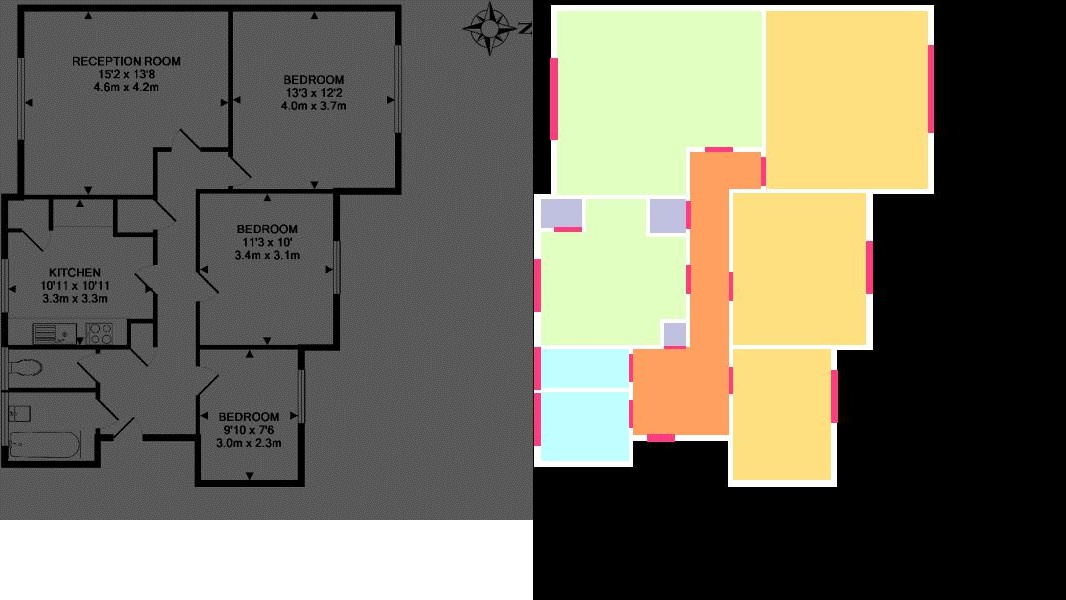 RECEPTION ROOM
15'2 x 13'8
4.6m x 4.2m
BEDROOM
13'3 x 12'2
4.0m x 3.7m
N
BEDROOM
11'3 x 10'
3.4m x 3.1m
KITCHEN
10'11 x 10'11
3.3m x 3.3m
BEDROOM
9'10 x 7'6
3.0m x 2.3m